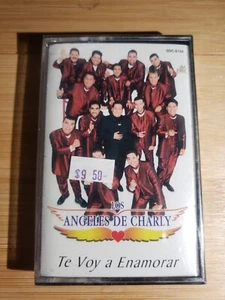 $9 50
LOS
ANGELES DE CHARLY
Te Voy a Enamorar